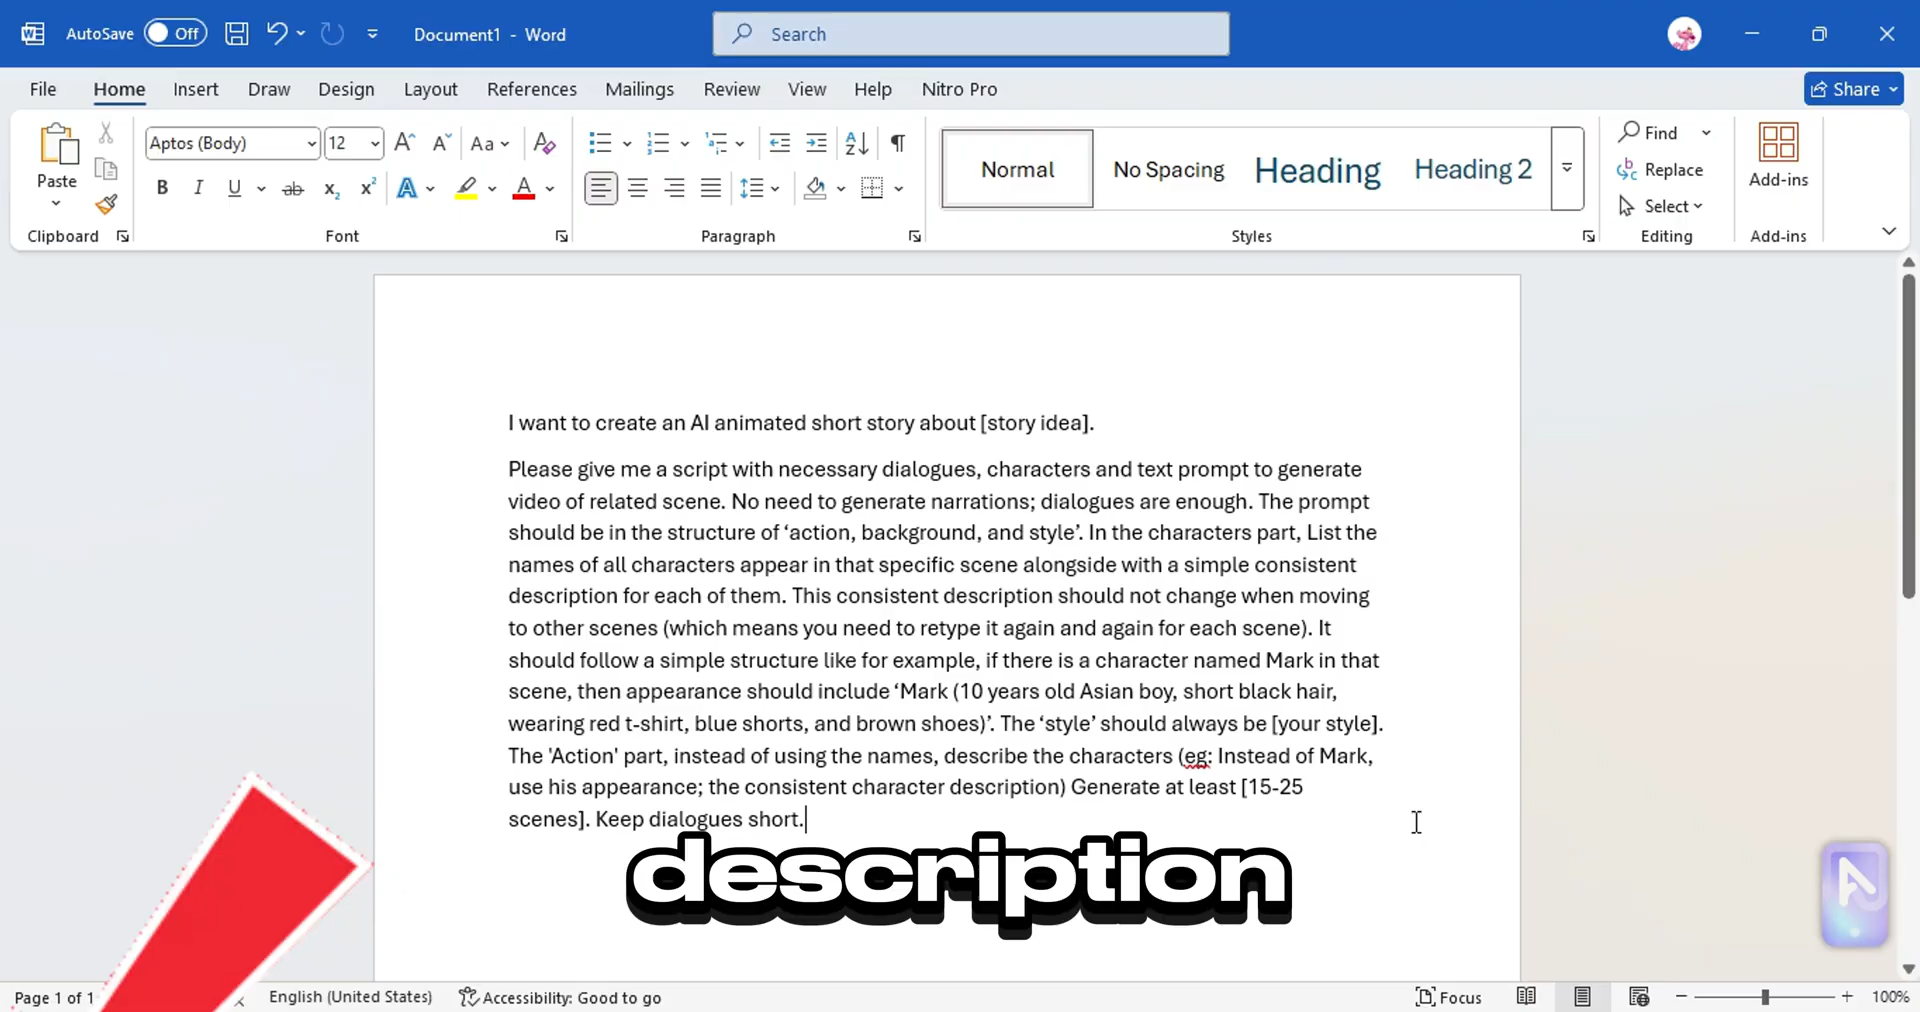 AutoSave Off Document1 - Word Search
File Home Insert Draw Design Layout References Mailings Review View Help Nitro Pro Share
Aptos (Body) 12 Aa Normal No Spacing Heading Heading 2 Find
Paste B I U ab x2 x2 A A Replace Add-ins
Select
Clipboard Font Paragraph Styles Editing Add-ins
I want to create an AI animated short story about [story idea].
Please give me a script with necessary dialogues, characters and text prompt to generate
video of related scene. No need to generate narrations; dialogues are enough. The prompt
should be in the structure of ‘action, background, and style’. In the characters part, List the
names of all characters appear in that specific scene alongside with a simple consistent
description for each of them. This consistent description should not change when moving
to other scenes (which means you need to retype it again and again for each scene). It
should follow a simple structure like for example, if there is a character named Mark in that
scene, then appearance should include ‘Mark (10 years old Asian boy, short black hair,
wearing red t-shirt, blue shorts, and brown shoes)’. The ‘style’ should always be [your style].
The 'Action' part, instead of using the names, describe the characters (eg: Instead of Mark,
use his appearance; the consistent character description) Generate at least [15-25
scenes]. Keep dialogues short.
description
Page 1 of 1 English (United States) Accessibility: Good to go Focus 100%